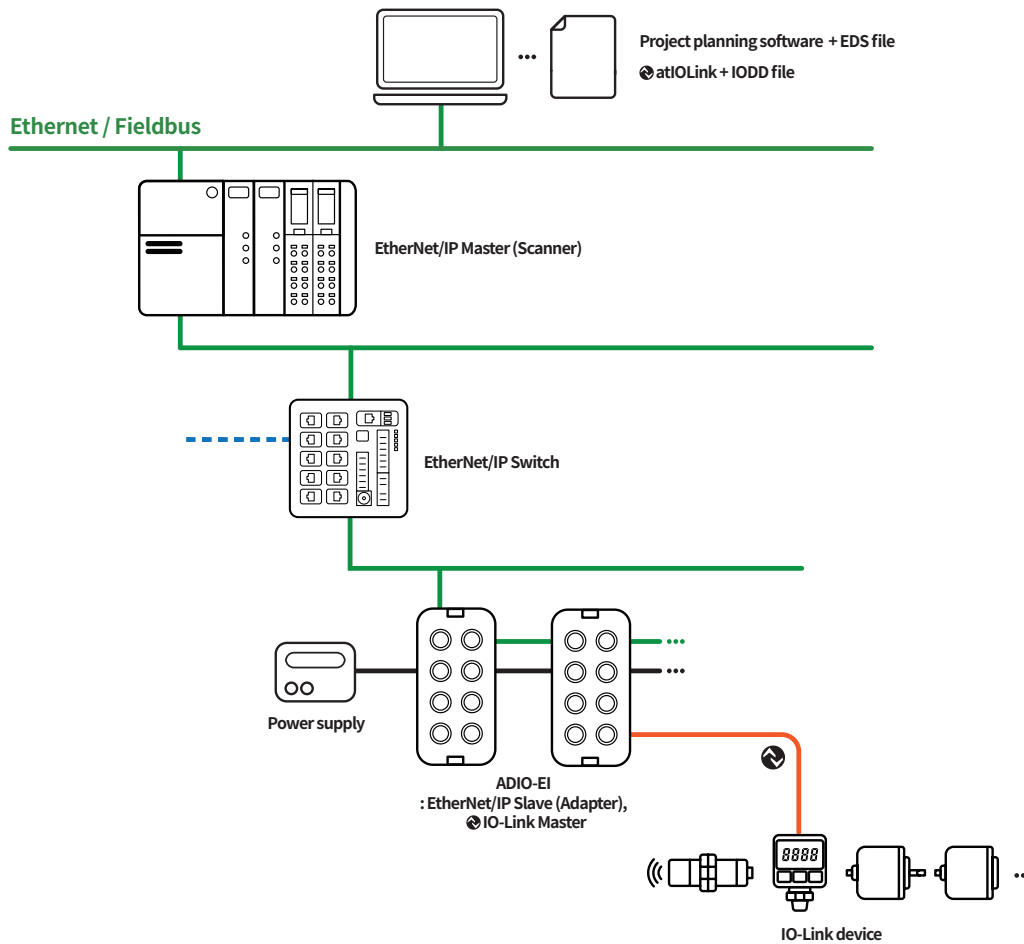 Project planning software + EDS file
atIOLink + IODD file
Ethernet / Fieldbus
EtherNet/IP Master (Scanner)
EtherNet/IP Switch
Power supply
ADIO-EI
: EtherNet/IP Slave (Adapter),
IO-Link Master
8888
IO-Link device